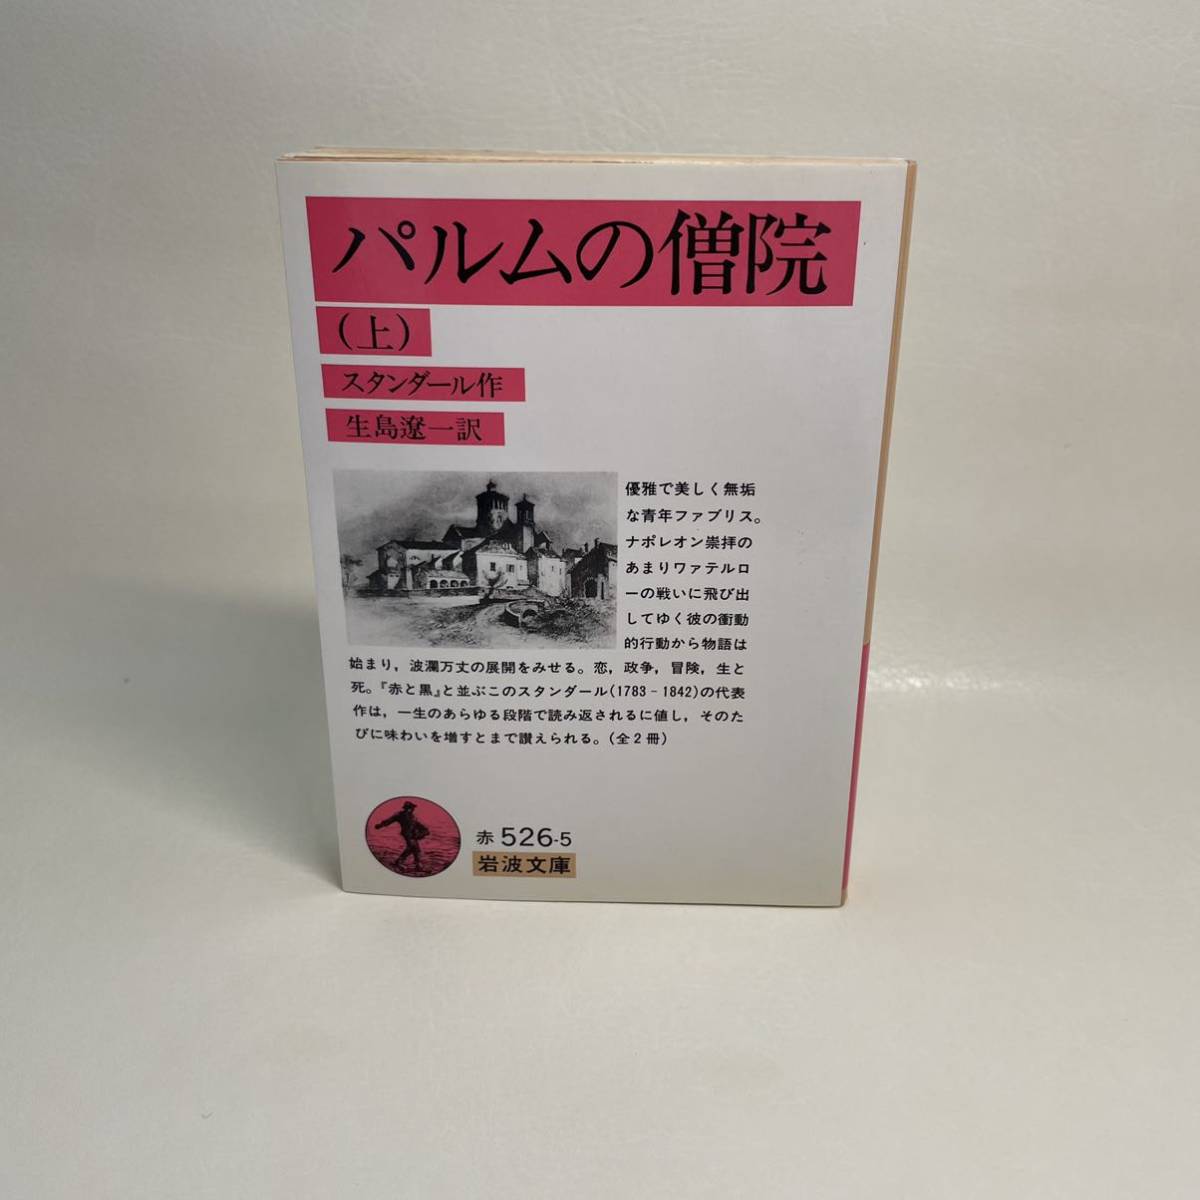 パルムの僧院
(上)
スタンダール作
生島遼一訳
優雅で美しく無垢
な青年ファブリス。
ナポレオン崇拝の
あまりワァテルロ
ーの戦いに飛び出
してゆく彼の衝動
的行動から物語は
始まり，波瀾万丈の展開をみせる。恋，政争，冒険，生と
死。『赤と黒』と並ぶこのスタンダール(1783‐1842)の代表
作は，一生のあらゆる段階で読み返されるに値し，そのた
びに味わいを増すとまで讃えられる。(全2冊)
赤 526-5
岩波文庫